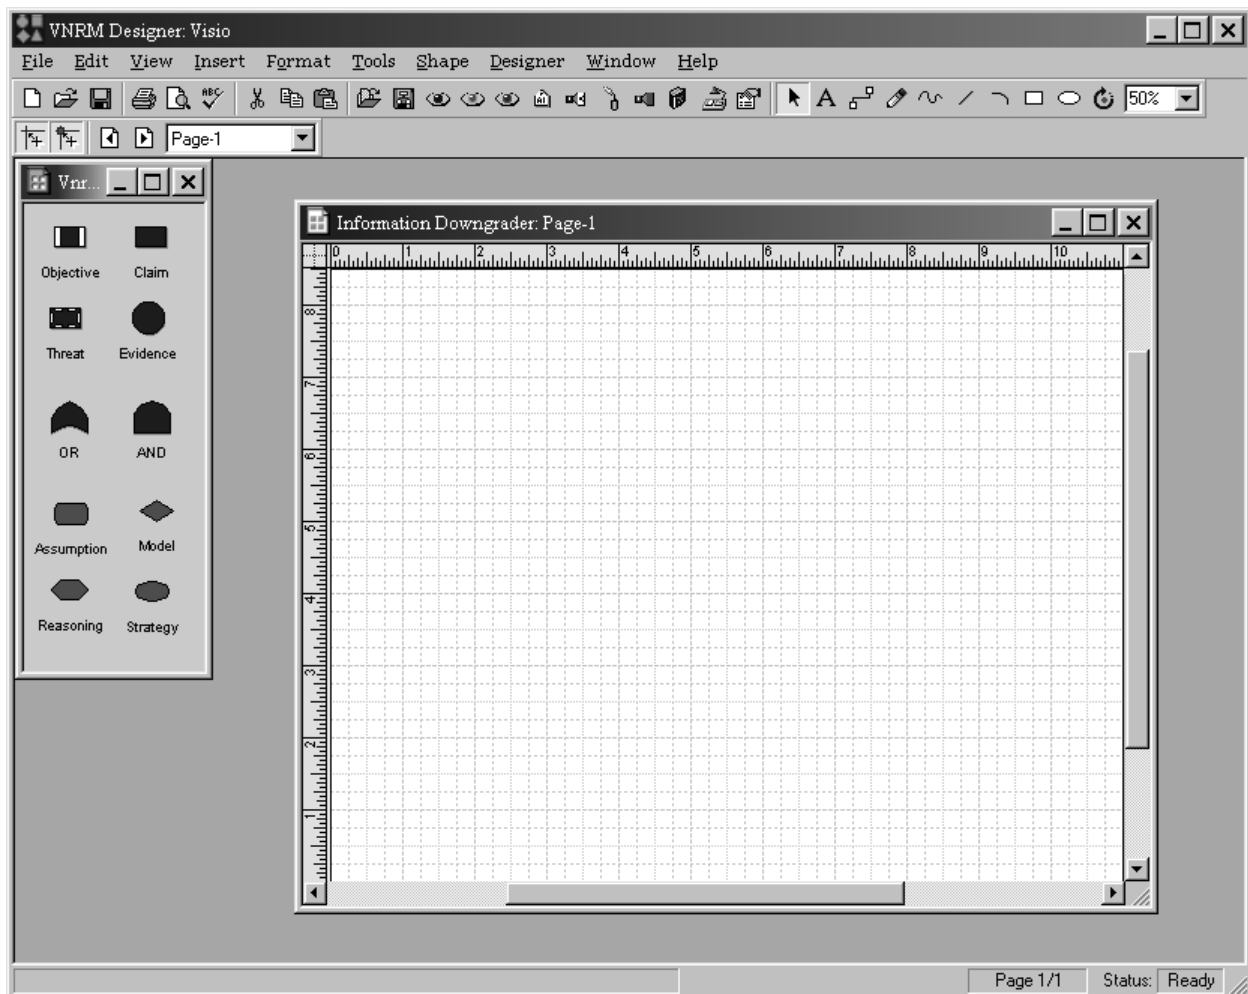 VNRM Designer: Visio
File Edit View Insert Format Tools Shape Designer Window Help
ABC
A
50%
Page-1
Vnr...
Information Downgrader: Page-1
0 1 2 3 4 5 6 7 8 9 10
Objective Claim
Threat Evidence
OR AND
Assumption Model
Reasoning Strategy
8
7
6
5
4
3
2
1
Page 1/1 Status: Ready